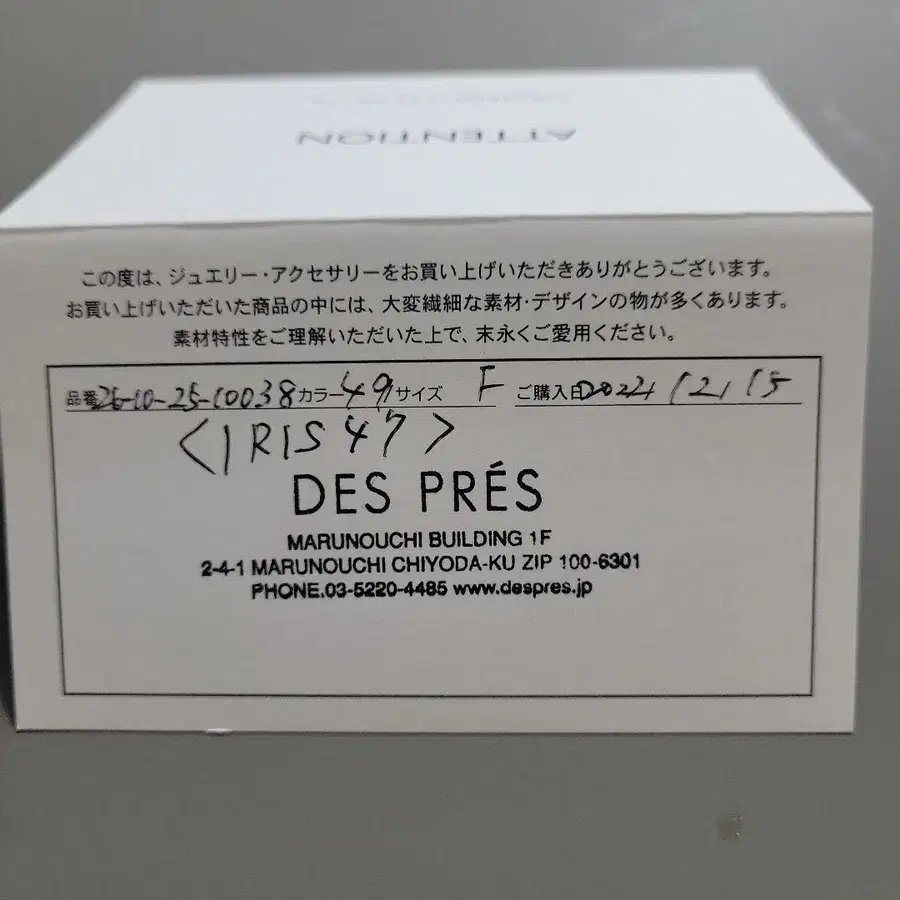 ATTENTION
この度は、ジュエリー・アクセサリーをお買い上げいただきありがとうございます。
お買い上げいただいた商品の中には、大変繊細な素材・デザインの物が多くあります。
素材特性をご理解いただいた上で、末永くご愛用ください。
品番26-10-25-10038 カラー49 サイズ F ご購入日2022/12/15
〈IRIS 47〉
DES PRÉS
MARUNOUCHI BUILDING 1F
2-4-1 MARUNOUCHI CHIYODA-KU ZIP 100-6301
PHONE.03-5220-4485 www.despres.jp